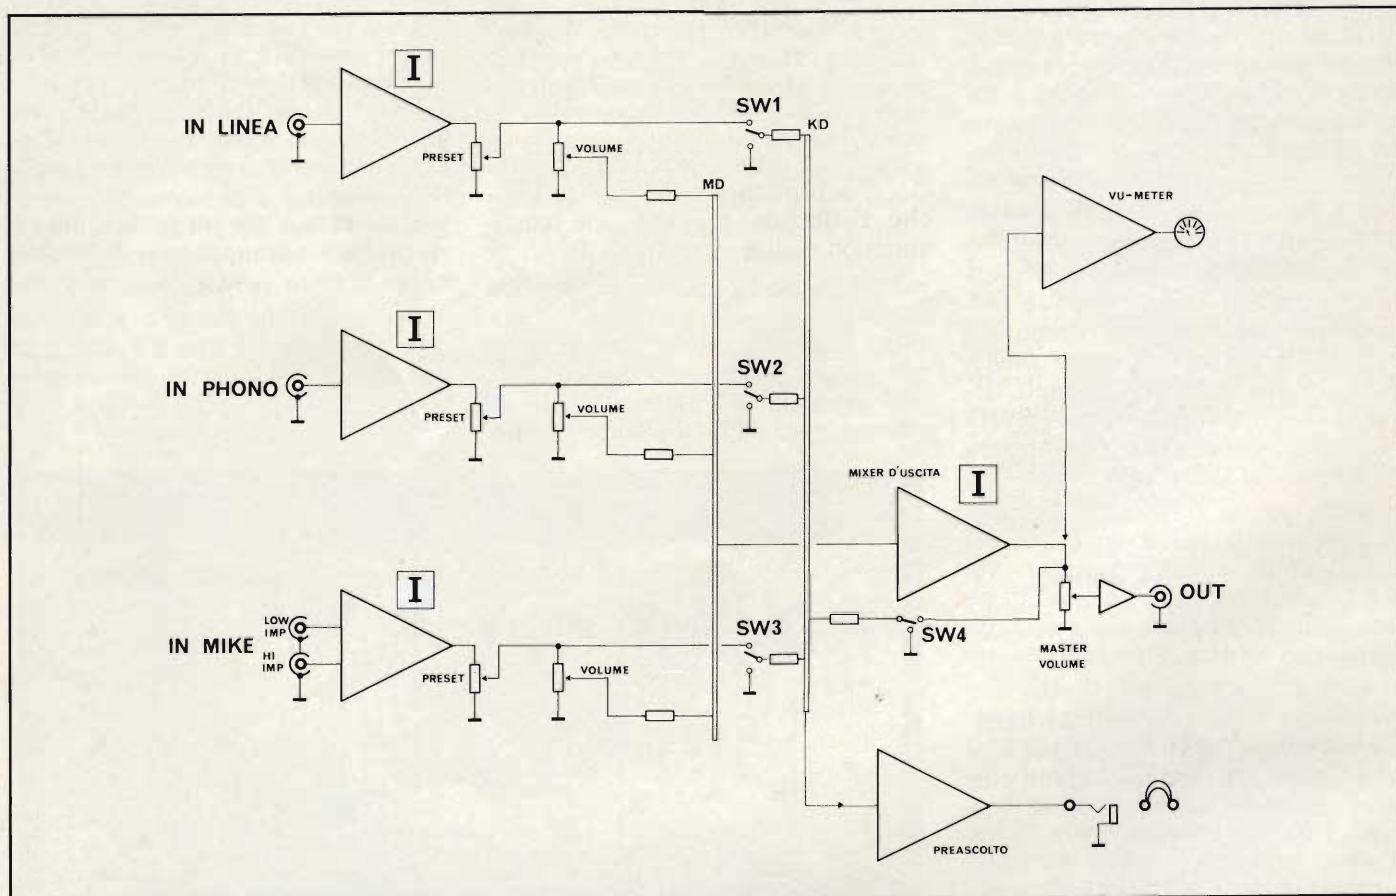 I
IN LINEA
PRESET
VOLUME
SW1
KD
MD
VU-METER
I
IN PHONO
PRESET
VOLUME
SW2
MIXER D'USCITA
I
I
IN MIKE
LOW IMP
HI IMP
PRESET
VOLUME
SW3
SW4
OUT
MASTER
VOLUME
PREASCOLTO